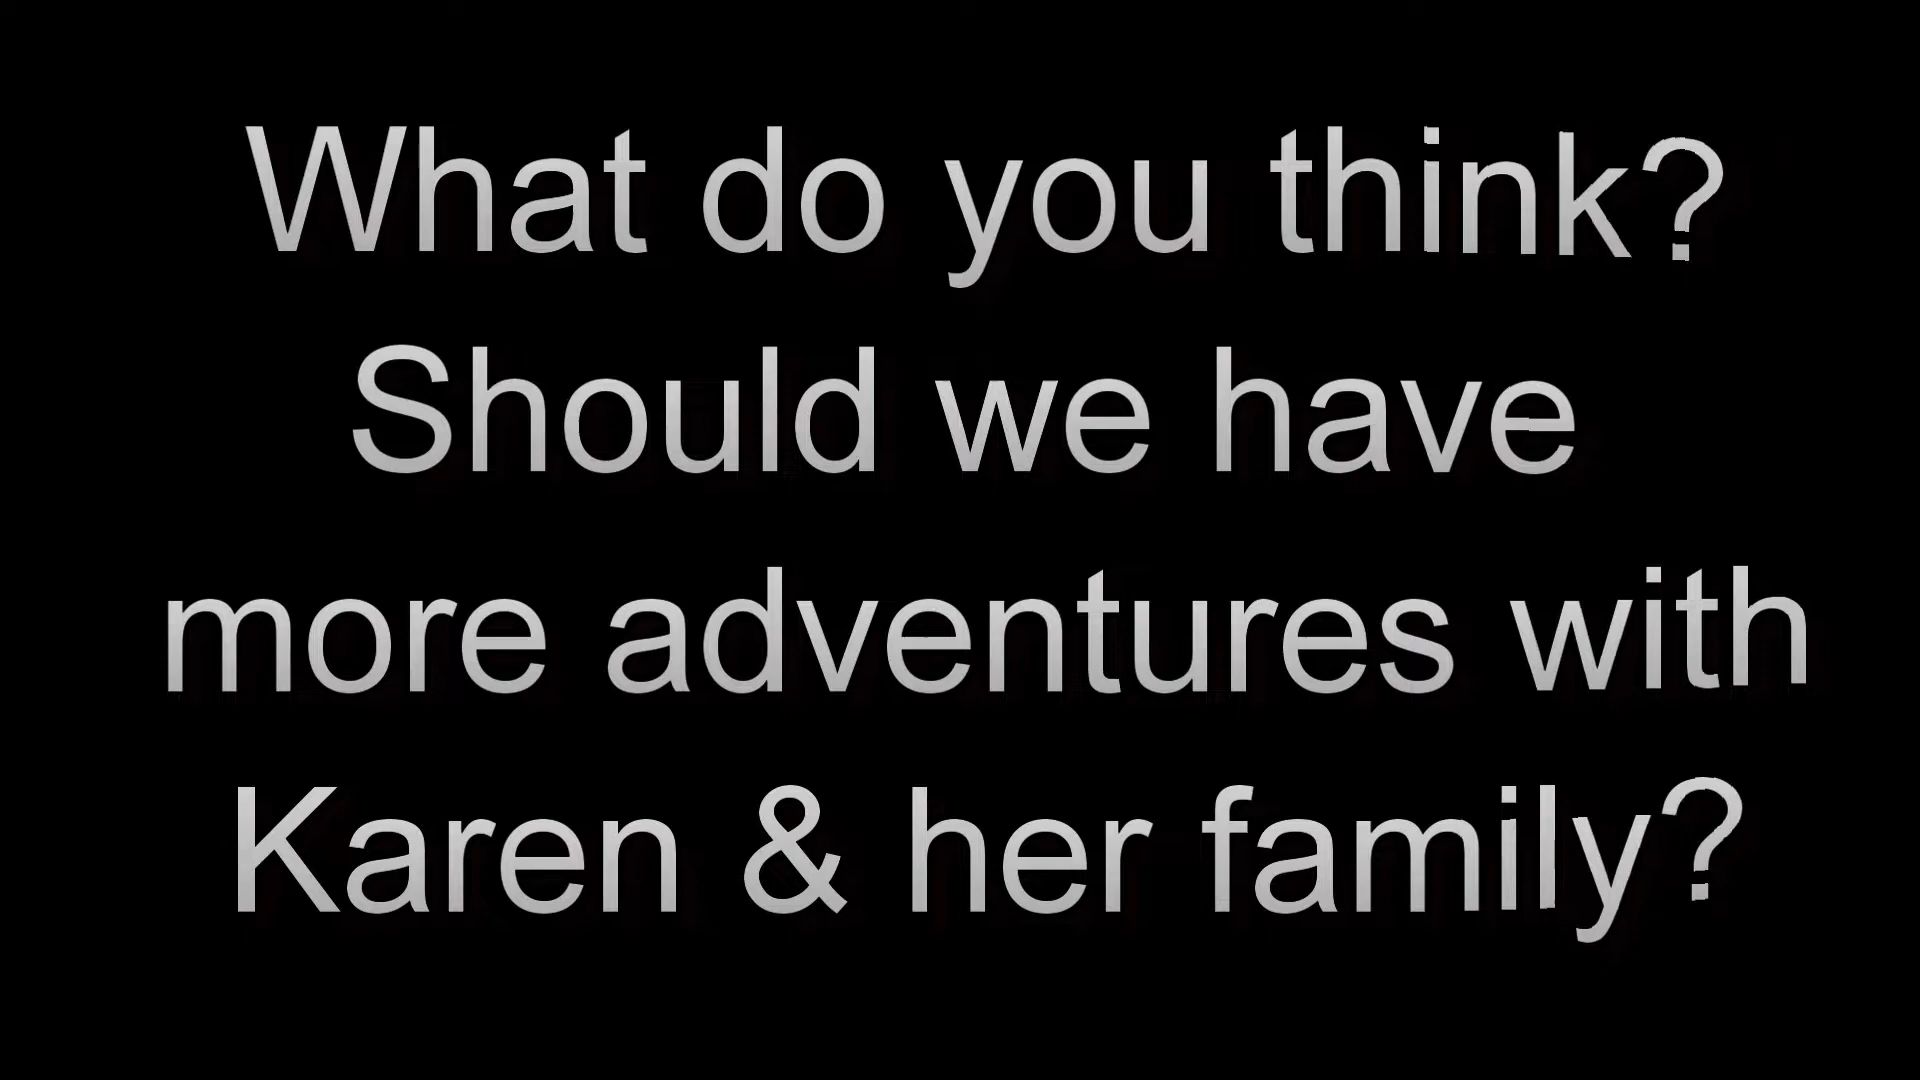 What do you think?
Should we have
more adventures with
Karen & her family?